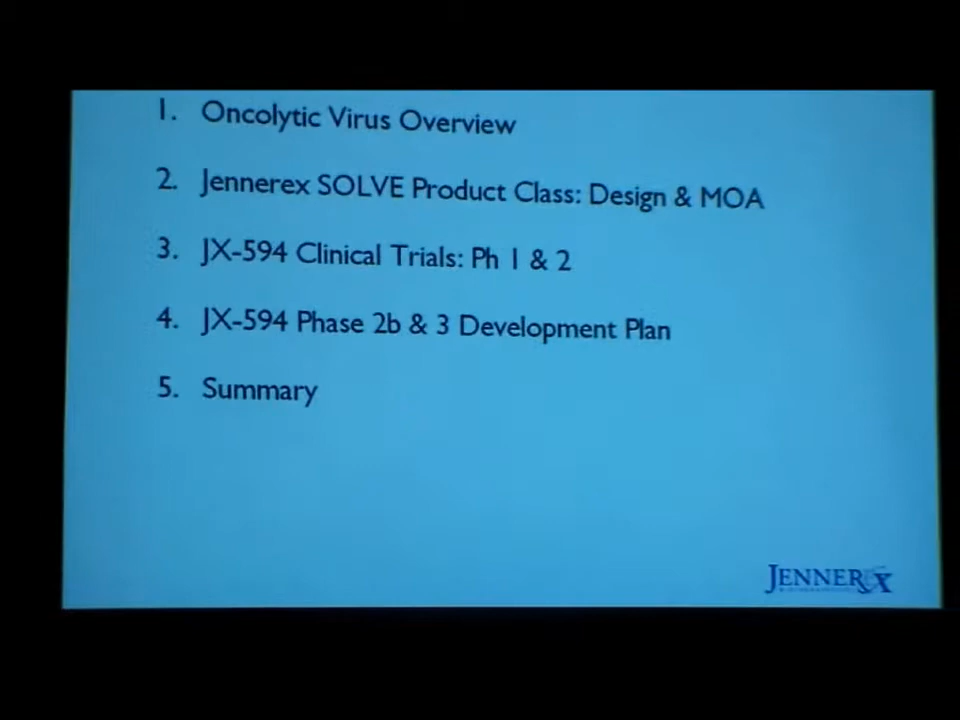 1. Oncolytic Virus Overview
2. Jennerex SOLVE Product Class: Design & MOA
3. JX-594 Clinical Trials: Ph 1 & 2
4. JX-594 Phase 2b & 3 Development Plan
5. Summary
JENNEREX